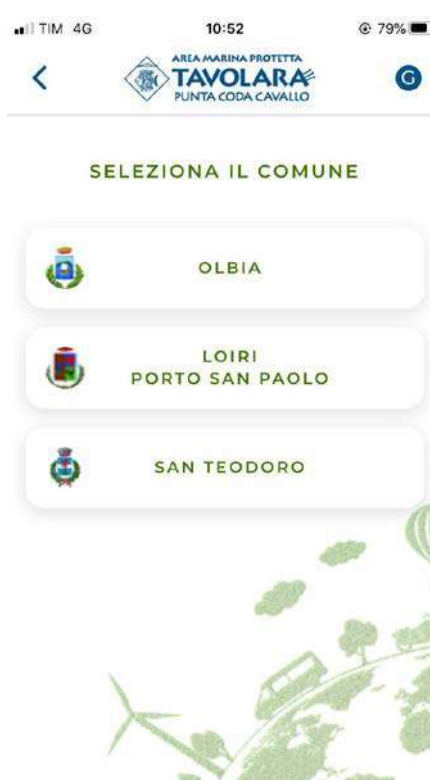 TIM 4G 10:52 79%
AREA MARINA PROTETTA
TAVOLARA
PUNTA CODA CAVALLO
G
SELEZIONA IL COMUNE
OLBIA
LOIRI
PORTO SAN PAOLO
SAN TEODORO